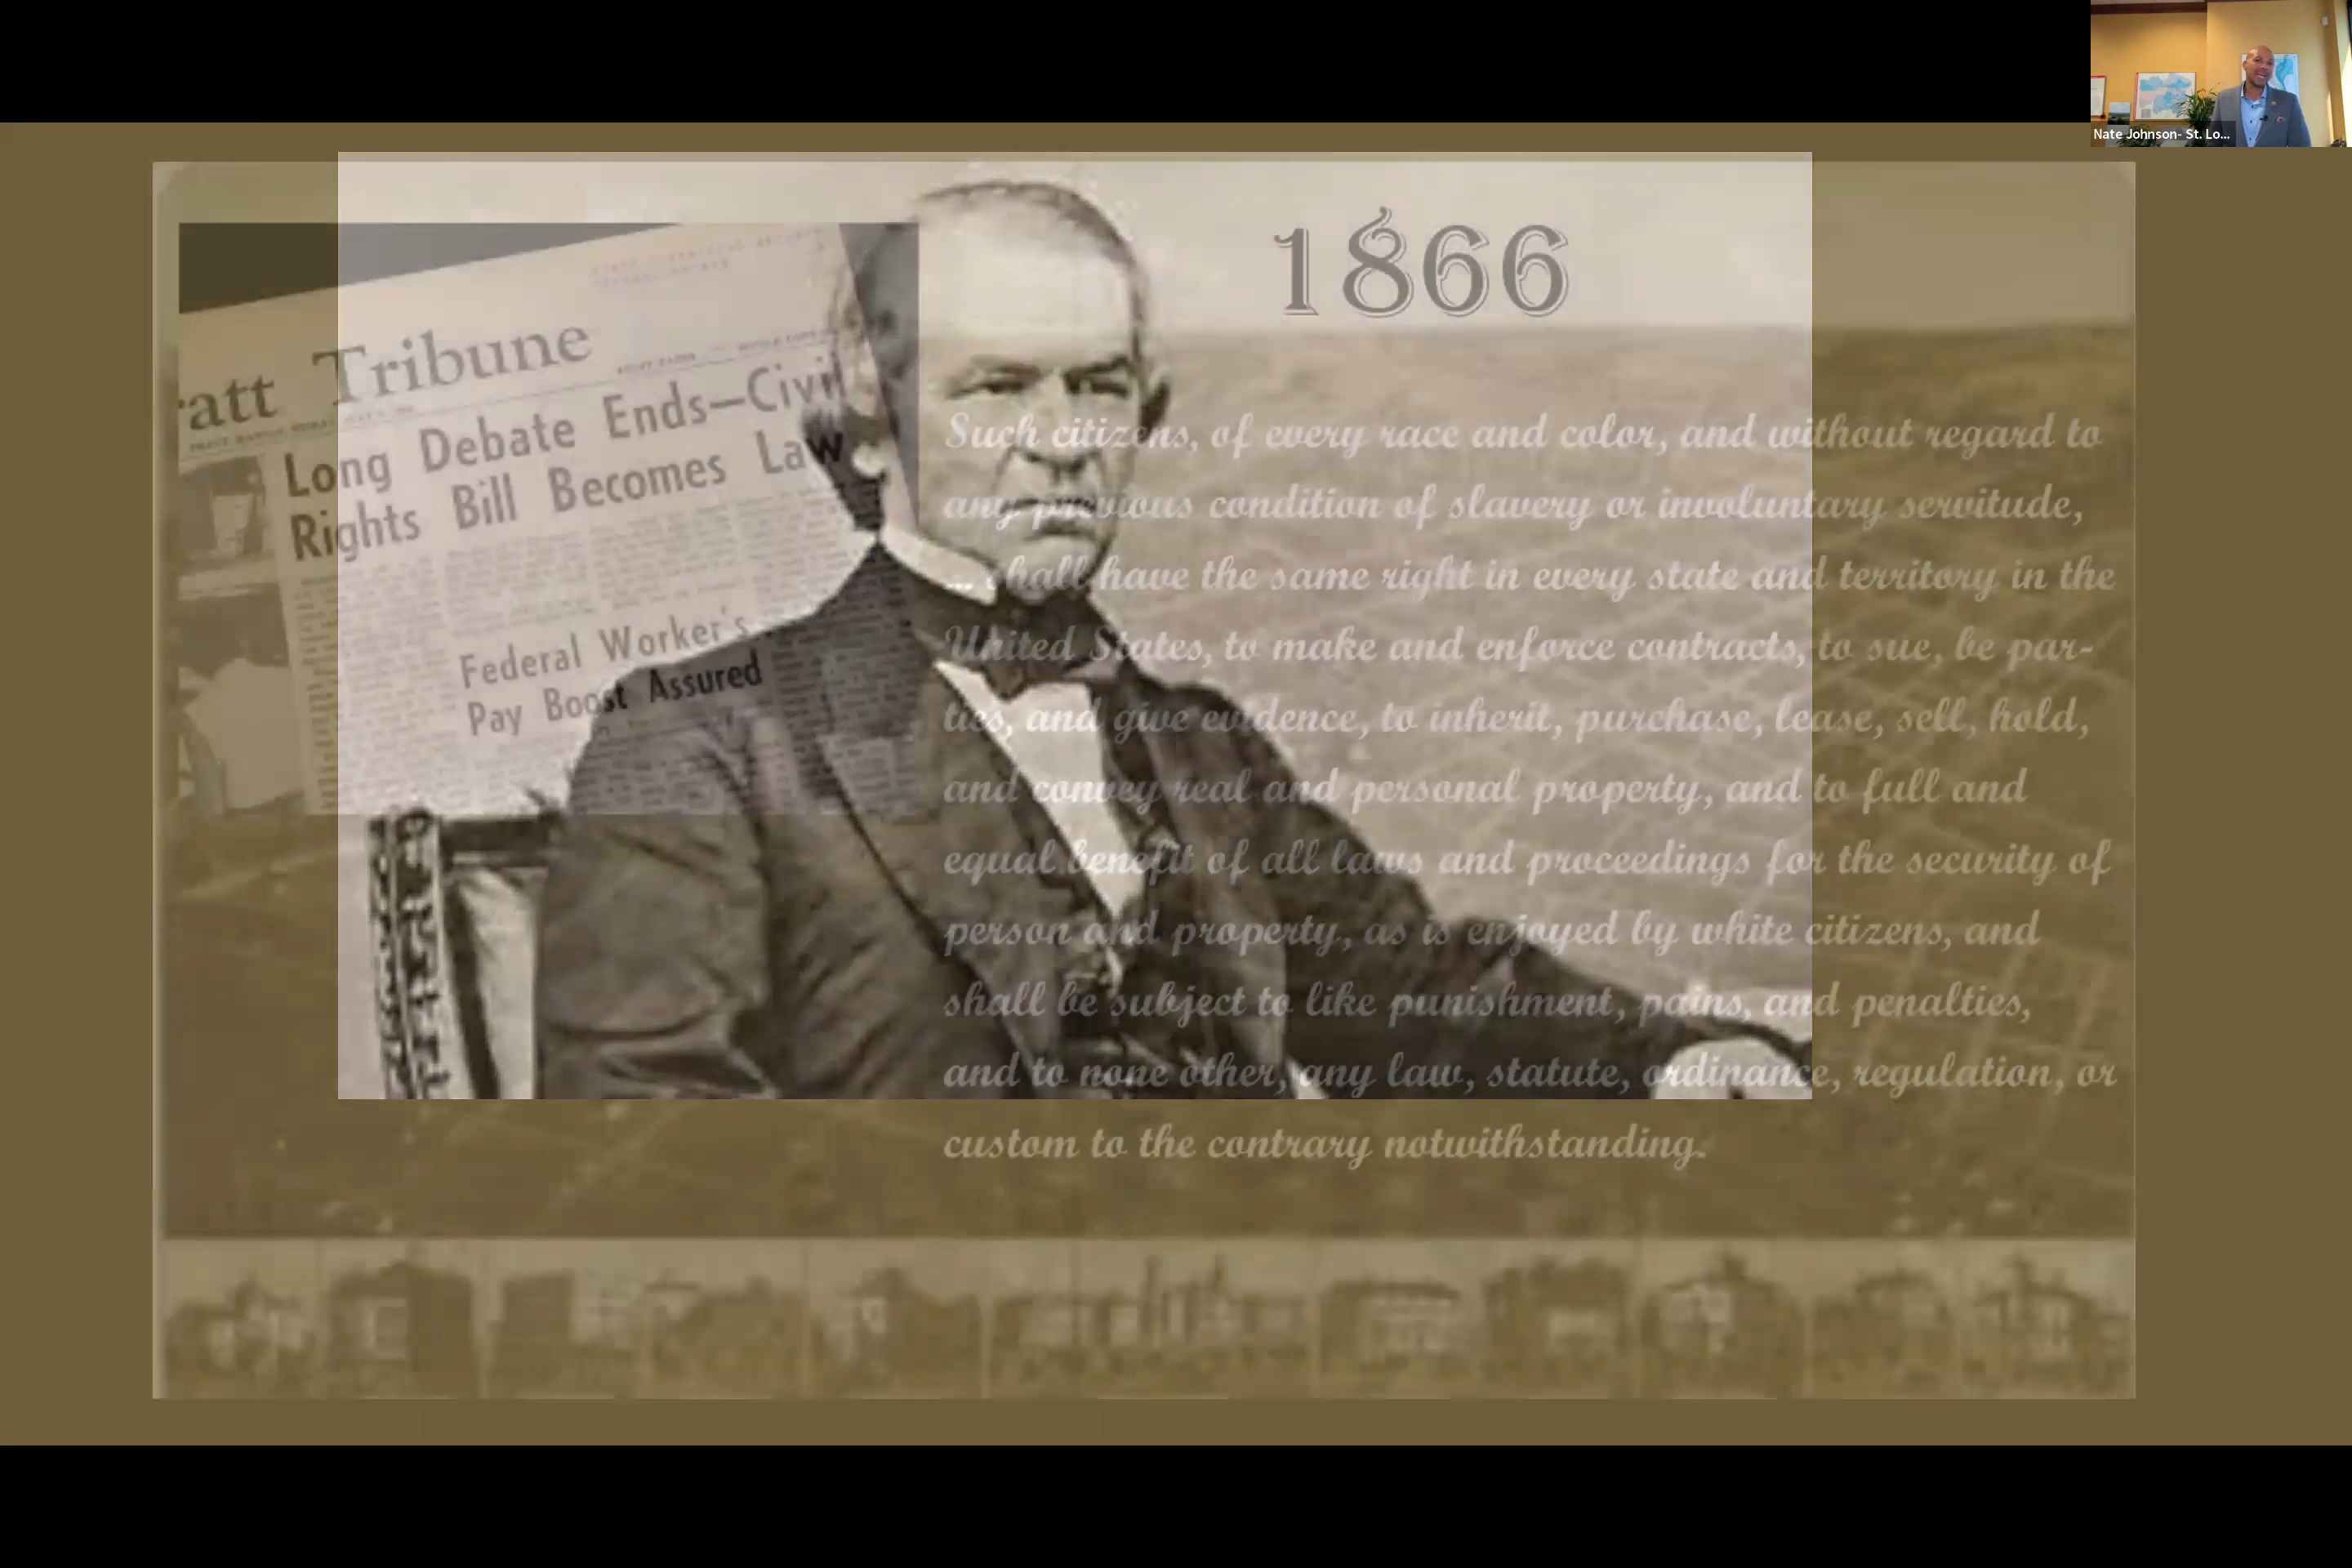 Nate Johnson- St. Lo...
1866
att Tribune
Long Debate Ends—Civil
Rights Bill Becomes Law
Federal Worker's
Pay Boost Assured
Such citizens, of every race and color, and without regard to
any previous condition of slavery or involuntary servitude,
... shall have the same right in every state and territory in the
United States, to make and enforce contracts, to sue, be par-
ties, and give evidence, to inherit, purchase, lease, sell, hold,
and convey real and personal property, and to full and
equal benefit of all laws and proceedings for the security of
person and property, as is enjoyed by white citizens, and
shall be subject to like punishment, pains, and penalties,
and to none other, any law, statute, ordinance, regulation, or
custom to the contrary notwithstanding.